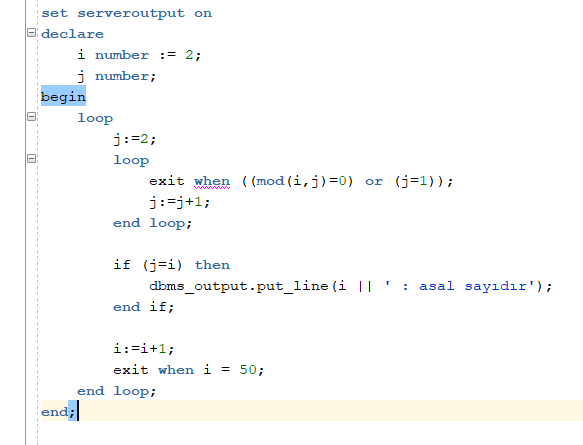 set serveroutput on
declare
    i number := 2;
    j number;
begin
    loop
        j:=2;
        loop
            exit when ((mod(i,j)=0) or (j=1));
            j:=j+1;
        end loop;

        if (j=i) then
            dbms_output.put_line(i || ' : asal sayıdır');
        end if;

        i:=i+1;
        exit when i = 50;
    end loop;
end;